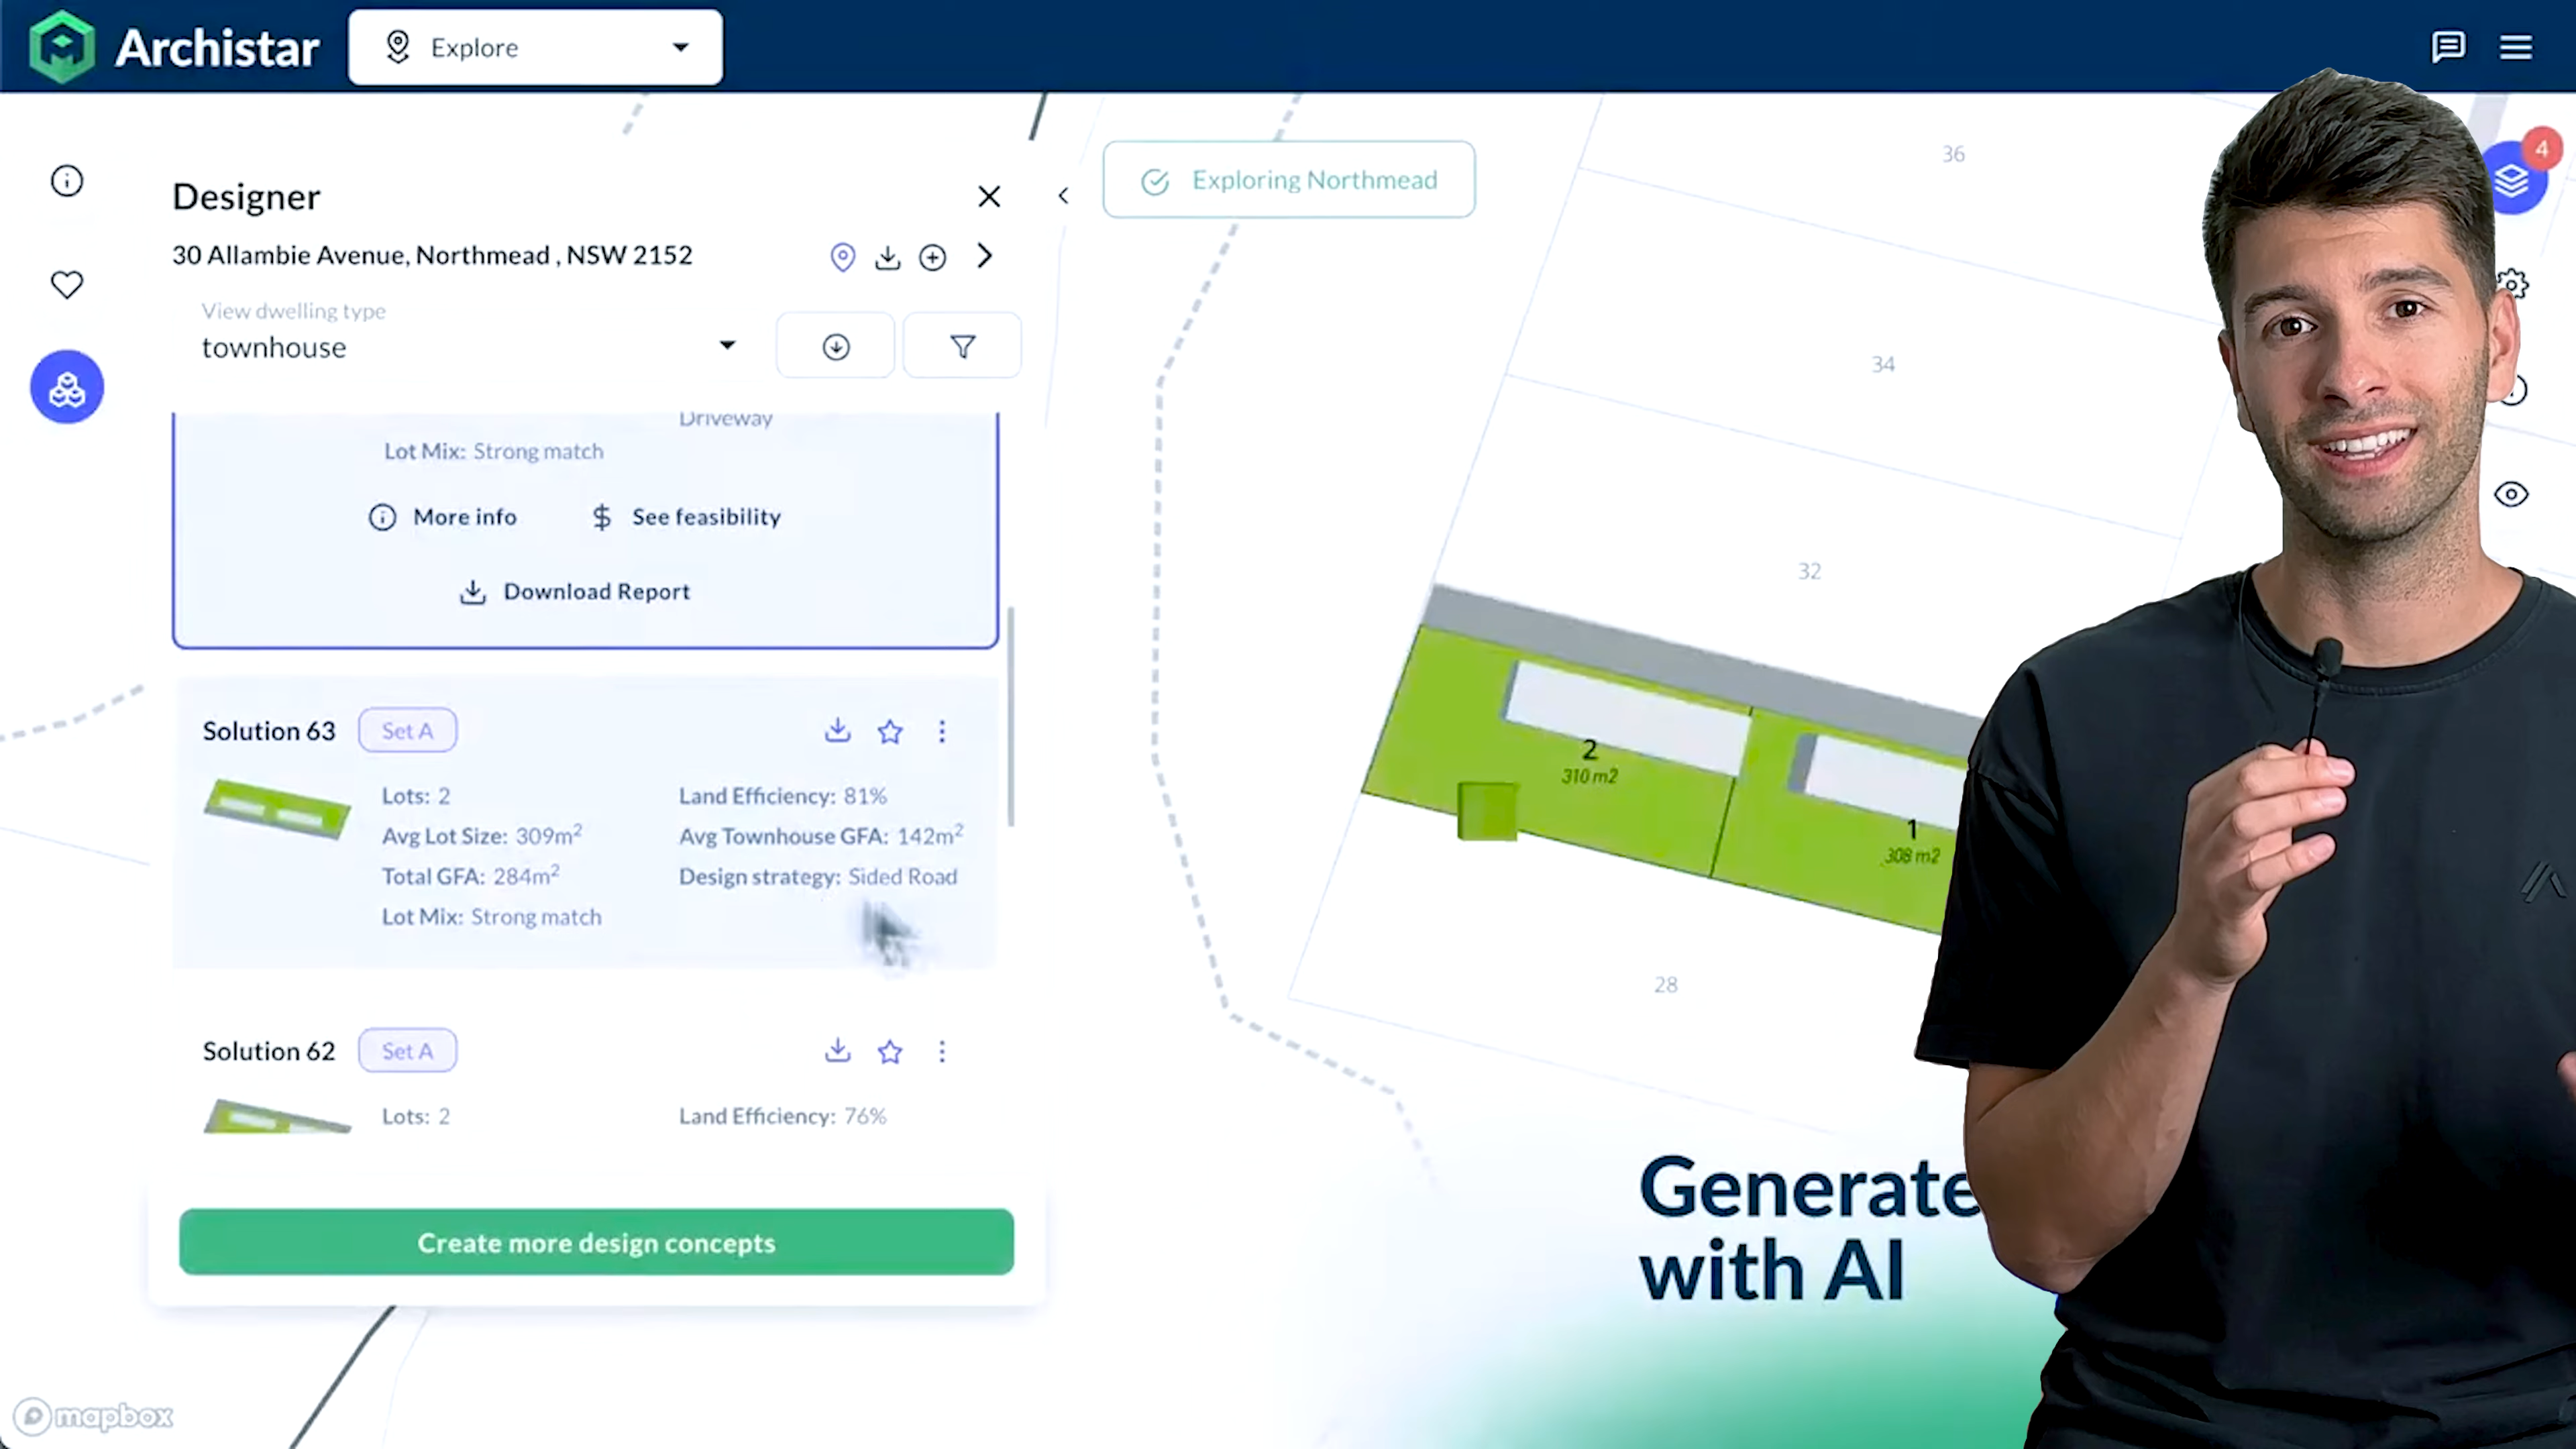 Archistar
Explore
Designer
30 Allambie Avenue, Northmead , NSW 2152
View dwelling type
townhouse
Driveway
Lot Mix: Strong match
More info
See feasibility
Download Report
Solution 63
Set A
Lots: 2
Land Efficiency: 81%
Avg Lot Size: 309m²
Avg Townhouse GFA: 142m²
Total GFA: 284m²
Design strategy: Sided Road
Lot Mix: Strong match
Solution 62
Set A
Lots: 2
Land Efficiency: 76%
Create more design concepts
mapbox
Exploring Northmead
4
36
34
32
2
310 m2
1
308 m2
28
Generate
with AI